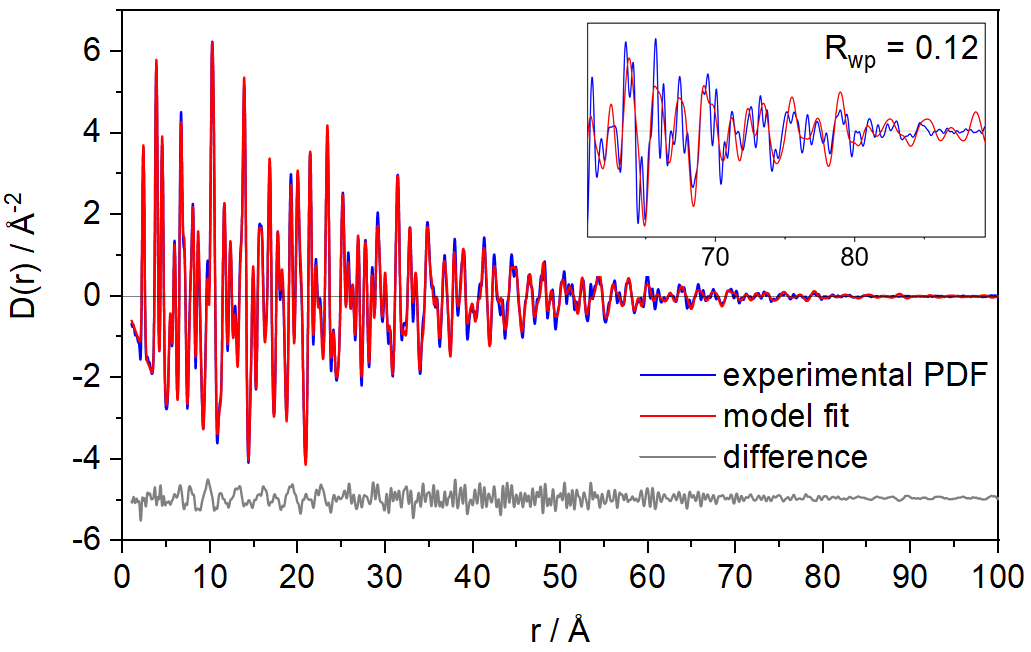 R_wp = 0.12
70 80
6
4
2
0
-2
-4
-6
D(r) / Å⁻²
experimental PDF
model fit
difference
0 10 20 30 40 50 60 70 80 90 100
r / Å